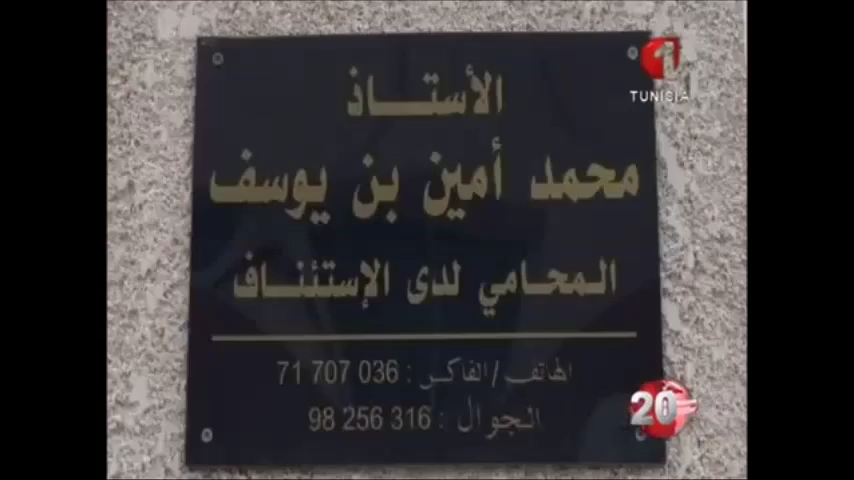 الأستاذ
محمد أمين بن يوسف
المحامي لدى الإستئناف
الهاتف/الفاكس : 036 707 71
الجوال : 316 256 98
1
TUNISIA
20